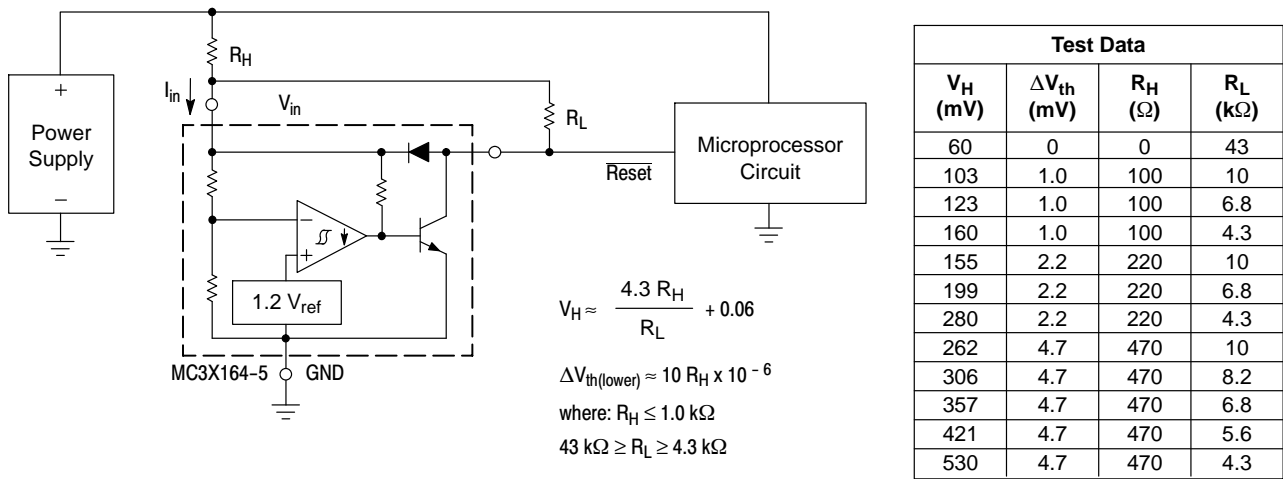 R_H
I_in
V_in
R_L
+
Power
Supply
−
Microprocessor
Circuit
R̅e̅s̅e̅t̅
−
+
1.2 V_ref
MC3X164−5
GND
V_H ≈ 4.3 R_H / R_L + 0.06
ΔV_th(lower) ≈ 10 R_H x 10^−6
where: R_H ≤ 1.0 kΩ
43 kΩ ≥ R_L ≥ 4.3 kΩ
Test Data
V_H (mV) ΔV_th (mV) R_H (Ω) R_L (kΩ)
60 0 0 43
103 1.0 100 10
123 1.0 100 6.8
160 1.0 100 4.3
155 2.2 220 10
199 2.2 220 6.8
280 2.2 220 4.3
262 4.7 470 10
306 4.7 470 8.2
357 4.7 470 6.8
421 4.7 470 5.6
530 4.7 470 4.3